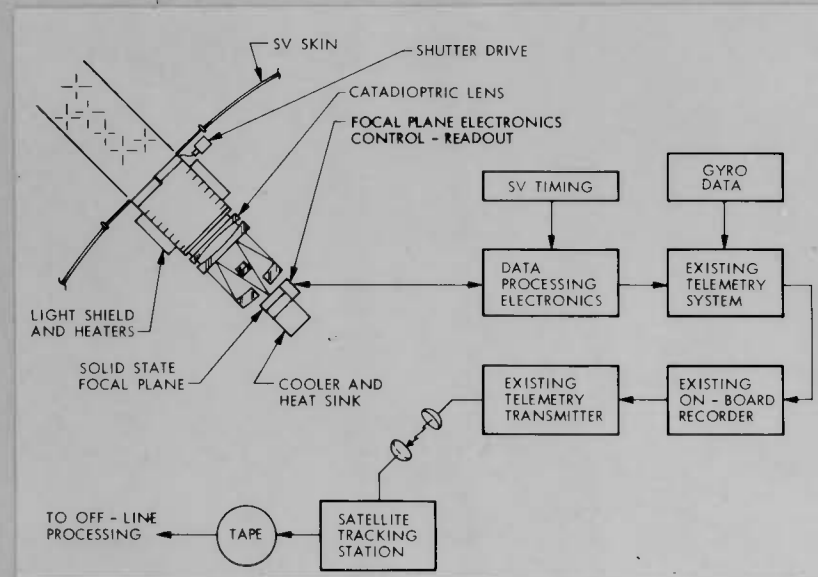 SV SKIN
SHUTTER DRIVE
CATADIOPTRIC LENS
FOCAL PLANE ELECTRONICS
CONTROL - READOUT
SV TIMING
GYRO
DATA
DATA
PROCESSING
ELECTRONICS
EXISTING
TELEMETRY
SYSTEM
LIGHT SHIELD
AND HEATERS
SOLID STATE
FOCAL PLANE
COOLER AND
HEAT SINK
EXISTING
TELEMETRY
TRANSMITTER
EXISTING
ON - BOARD
RECORDER
TO OFF - LINE
PROCESSING
TAPE
SATELLITE
TRACKING
STATION